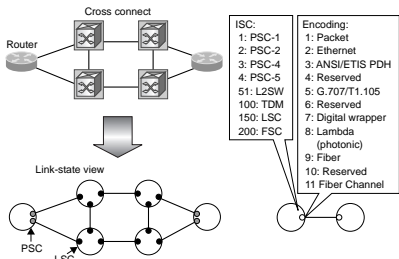 Cross connect
Router
Link-state view
PSC
LSC
ISC:
1: PSC-1
2: PSC-2
3: PSC-4
4: PSC-5
51: L2SW
100: TDM
150: LSC
200: FSC
Encoding:
1: Packet
2: Ethernet
3: ANSI/ETIS PDH
4: Reserved
5: G.707/T1.105
6: Reserved
7: Digital wrapper
8: Lambda
(photonic)
9: Fiber
10: Reserved
11 Fiber Channel